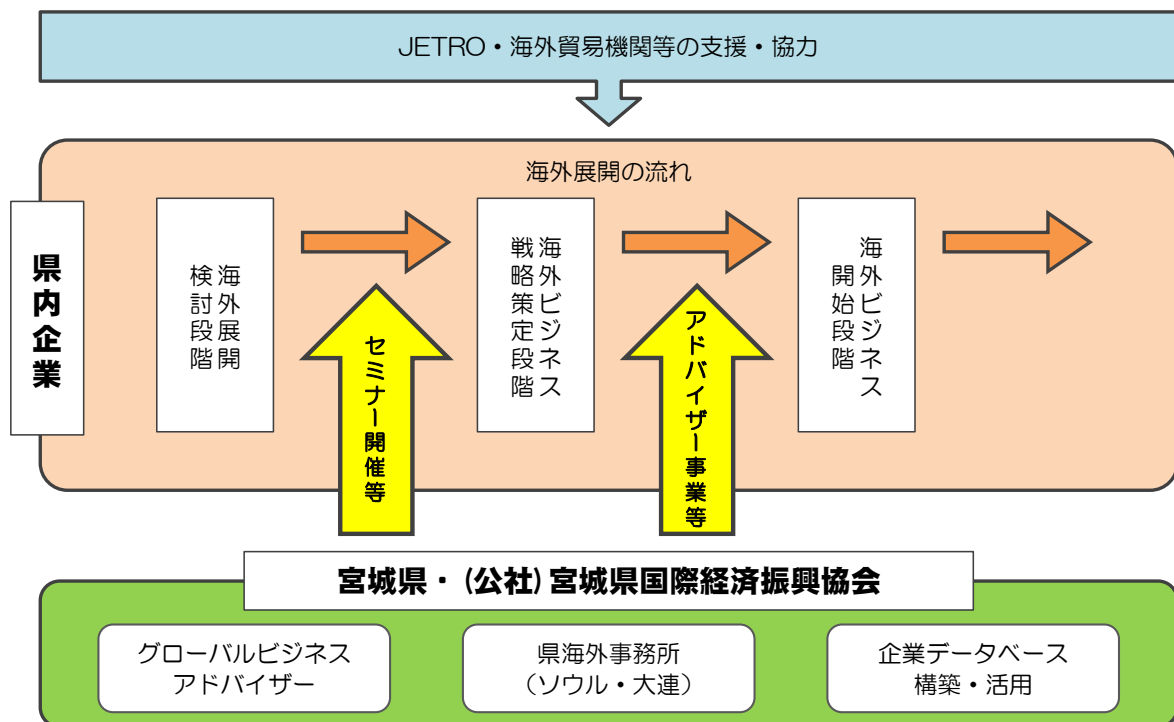 JETRO・海外貿易機関等の支援・協力
海外展開の流れ
県内企業
海外展開
検討段階
セミナー開催等
海外ビジネス
戦略策定段階
アドバイザー事業等
海外ビジネス
開始段階
宮城県・(公社)宮城県国際経済振興協会
グローバルビジネス
アドバイザー
県海外事務所
（ソウル・大連）
企業データベース
構築・活用